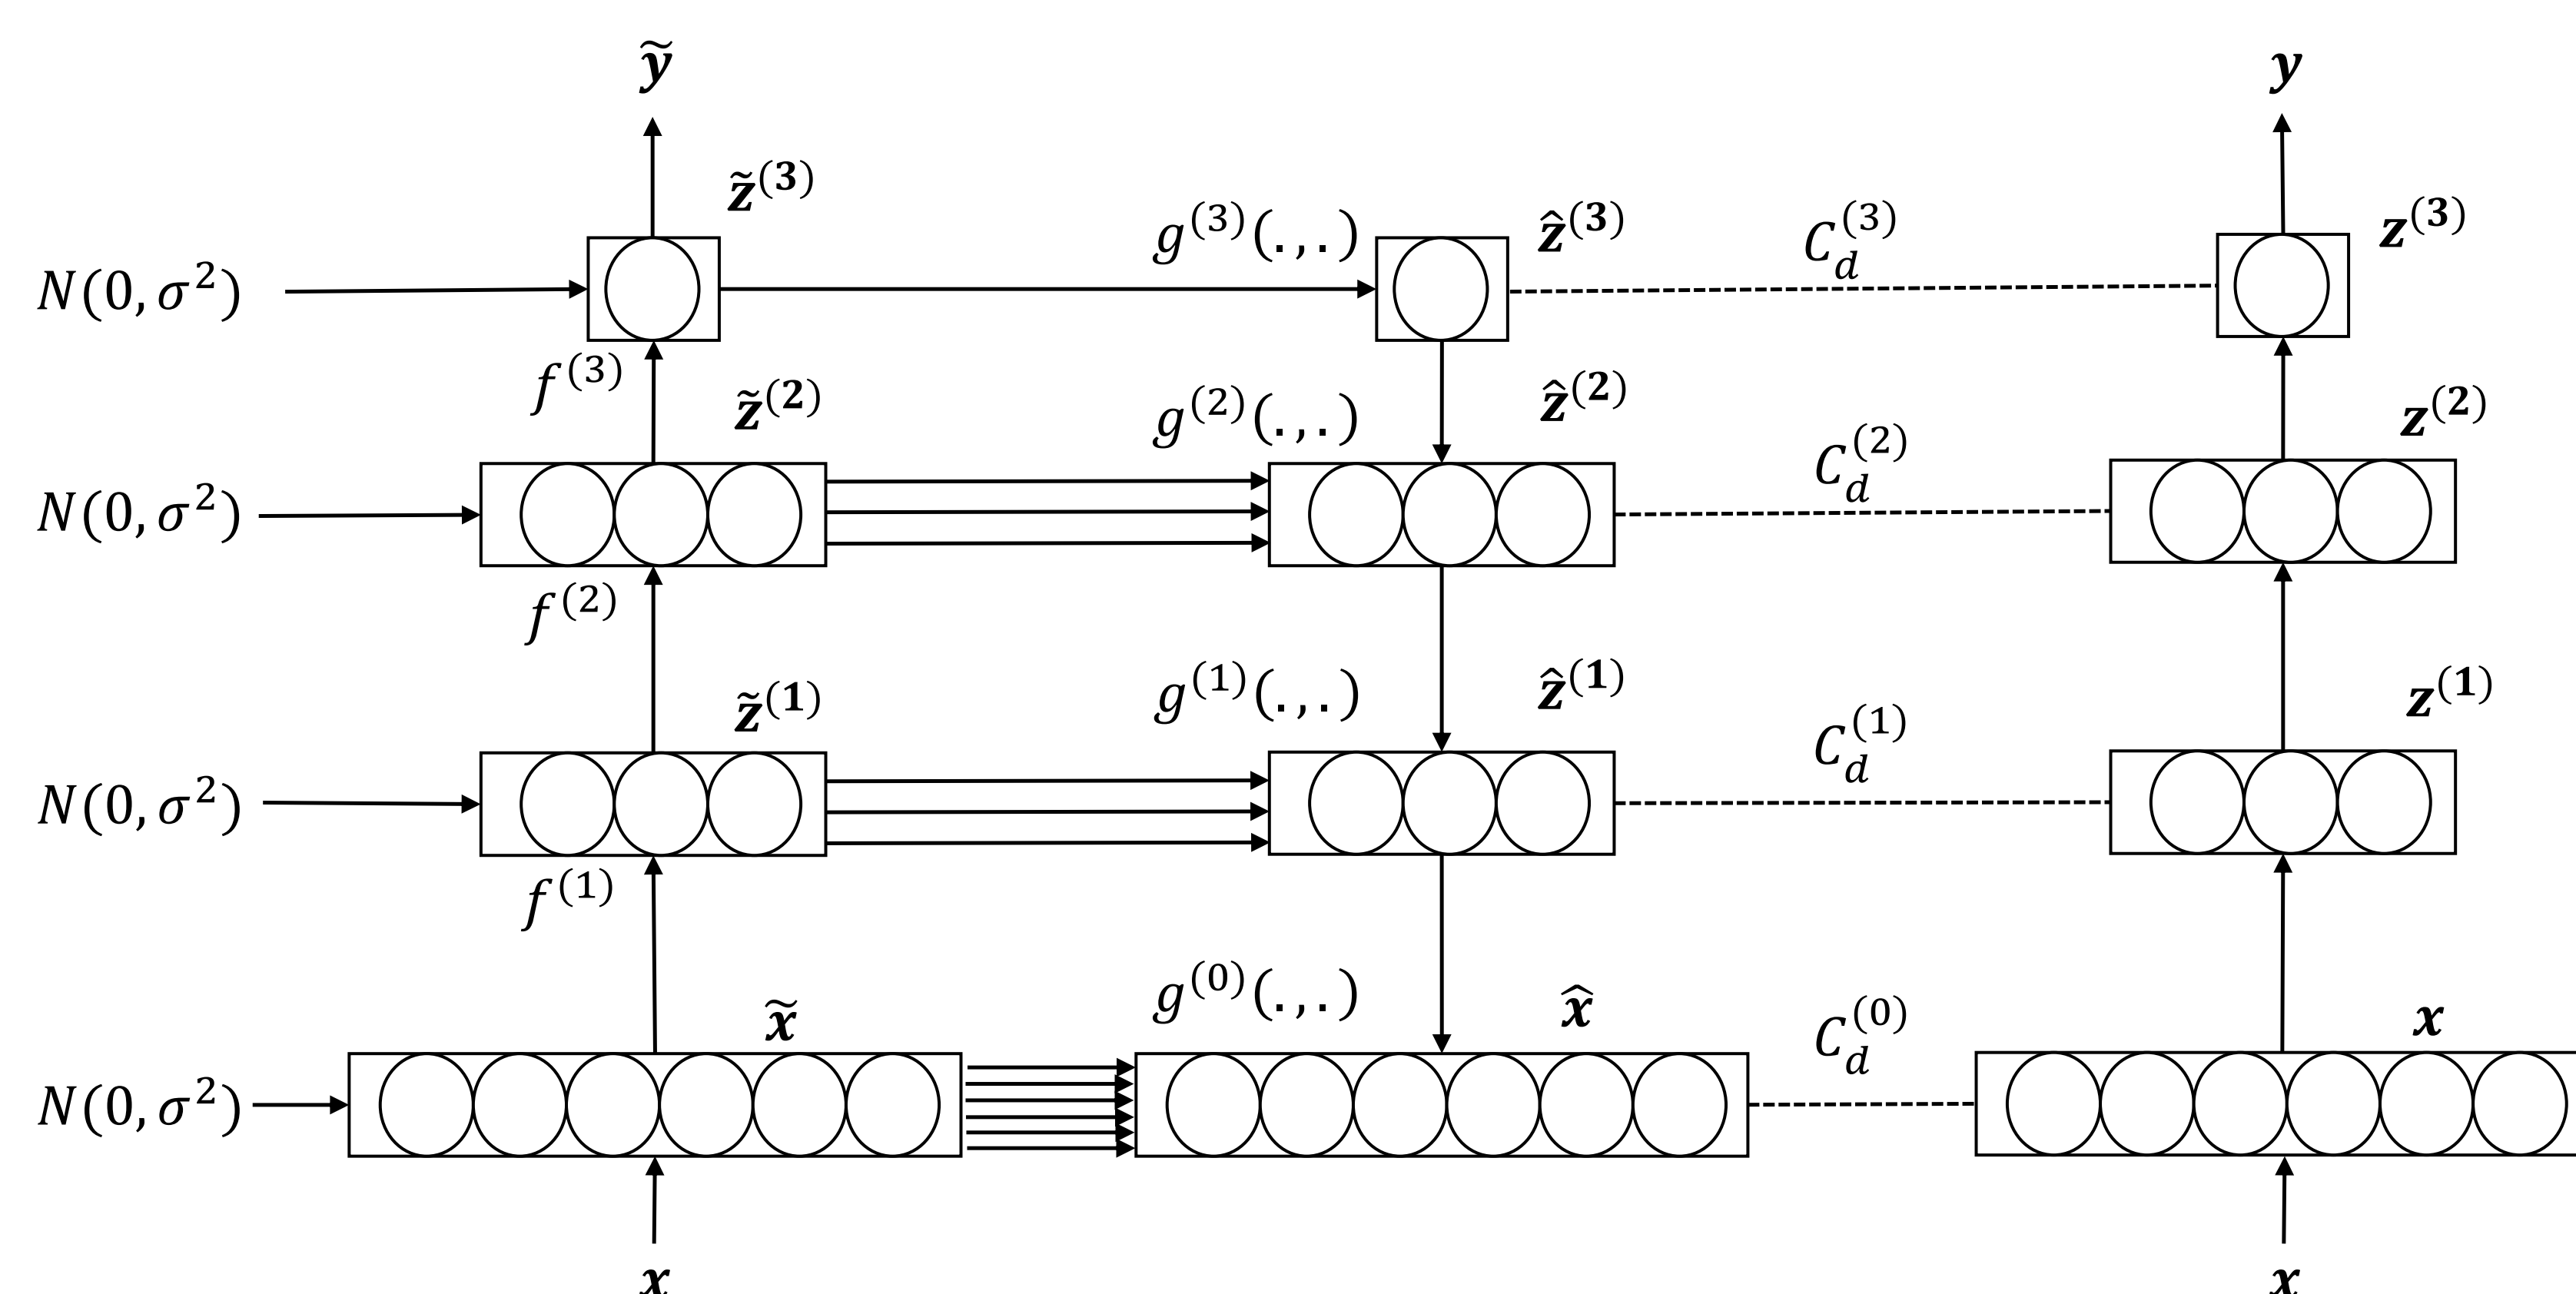 ỹ y
z̃⁽³⁾ g⁽³⁾(.,.) ẑ⁽³⁾ C_d⁽³⁾ z⁽³⁾
N(0,σ²)
f⁽³⁾ z̃⁽²⁾ g⁽²⁾(.,.) ẑ⁽²⁾ C_d⁽²⁾ z⁽²⁾
N(0,σ²)
f⁽²⁾ z̃⁽¹⁾ g⁽¹⁾(.,.) ẑ⁽¹⁾ C_d⁽¹⁾ z⁽¹⁾
N(0,σ²)
f⁽¹⁾
x̃ g⁽⁰⁾(.,.) x̂ C_d⁽⁰⁾ x
N(0,σ²)
x x